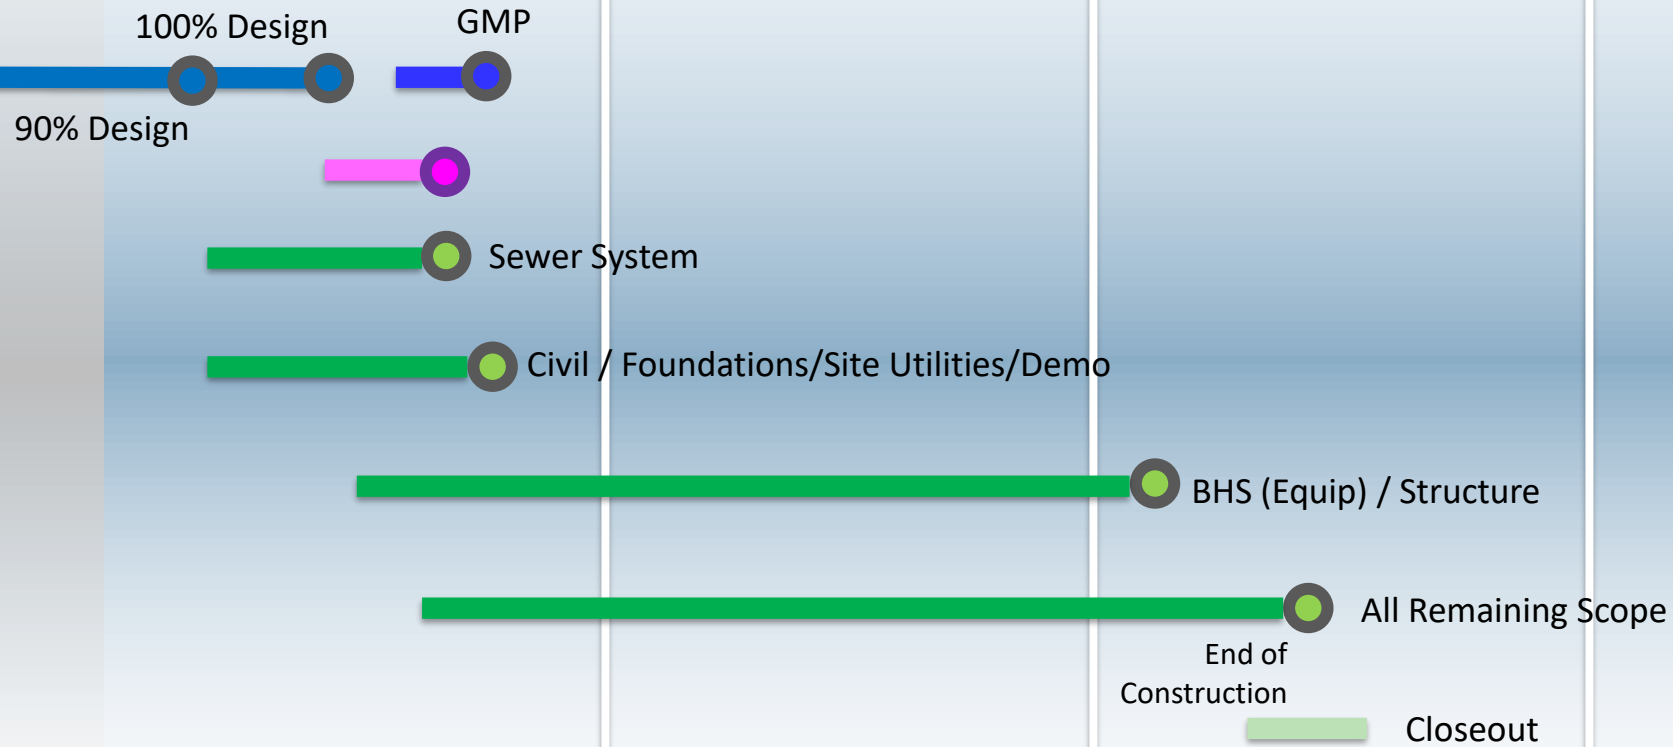 100% Design
GMP
90% Design
Sewer System
Civil / Foundations/Site Utilities/Demo
BHS (Equip) / Structure
All Remaining Scope
End of
Construction
Closeout